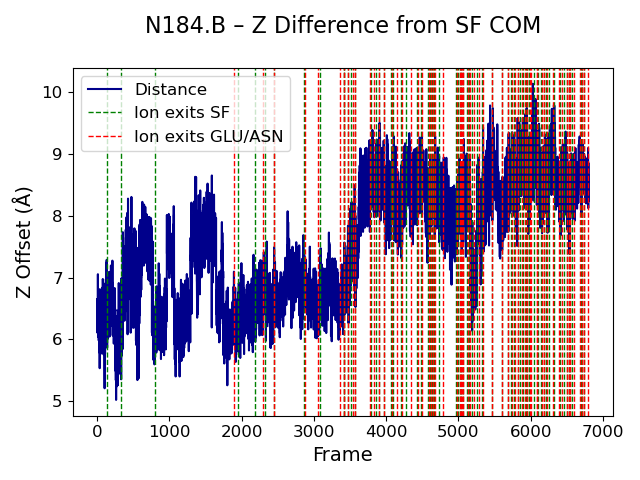 N184.B – Z Difference from SF COM
Distance
Ion exits SF
Ion exits GLU/ASN
Z Offset (Å)
10
9
8
7
6
5
0 1000 2000 3000 4000 5000 6000 7000
Frame